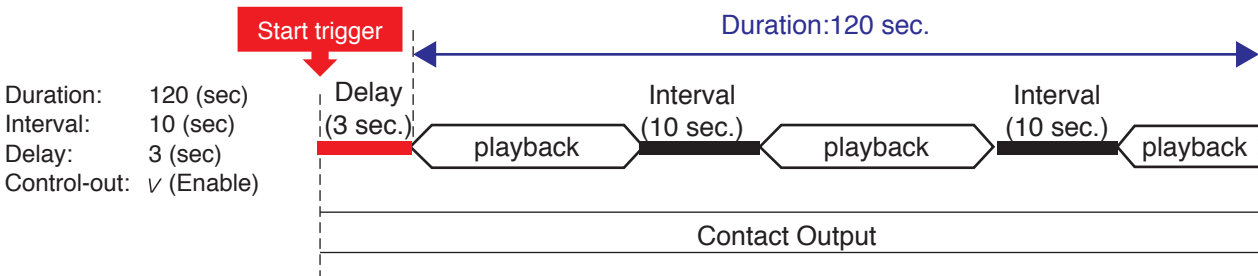 Start trigger
Duration:120 sec.
Duration: 120 (sec)
Interval: 10 (sec)
Delay: 3 (sec)
Control-out: √ (Enable)
Delay
(3 sec.)
playback
Interval
(10 sec.)
playback
Interval
(10 sec.)
playback
Contact Output